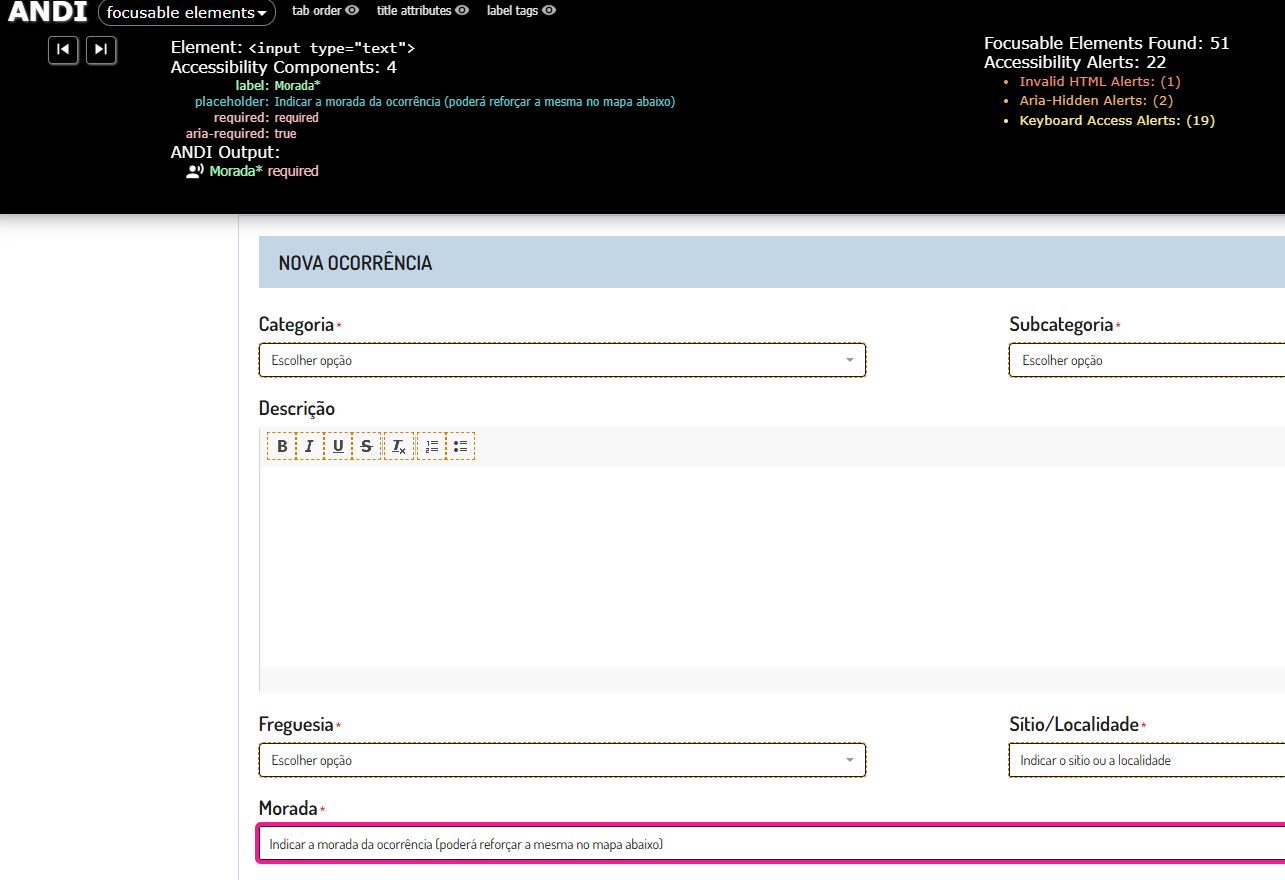 ANDI focusable elements tab order title attributes label tags
Element: <input type="text">
Accessibility Components: 4
label: Morada*
placeholder: Indicar a morada da ocorrência (poderá reforçar a mesma no mapa abaixo)
required: required
aria-required: true
ANDI Output:
Morada* required
Focusable Elements Found: 51
Accessibility Alerts: 22
• Invalid HTML Alerts: (1)
• Aria-Hidden Alerts: (2)
• Keyboard Access Alerts: (19)
NOVA OCORRÊNCIA
Categoria* Subcategoria*
Escolher opção Escolher opção
Descrição
B I U S Tx
Freguesia* Sítio/Localidade*
Escolher opção Indicar o sitio ou a localidade
Morada*
Indicar a morada da ocorrência (poderá reforçar a mesma no mapa abaixo)